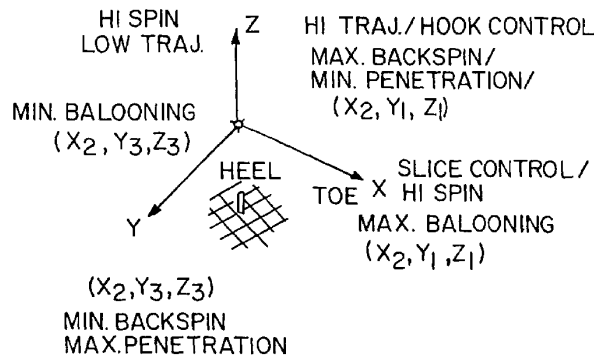 HI SPIN
LOW TRAJ.
Z
HI TRAJ./HOOK CONTROL
MAX. BACKSPIN/
MIN. PENETRATION/
(X2, Y1, Z1)
MIN. BALOONING
(X2, Y3, Z3)
HEEL
TOE
X
SLICE CONTROL/
HI SPIN
MAX. BALOONING
(X2, Y1, Z1)
Y
(X2, Y3, Z3)
MIN. BACKSPIN
MAX. PENETRATION